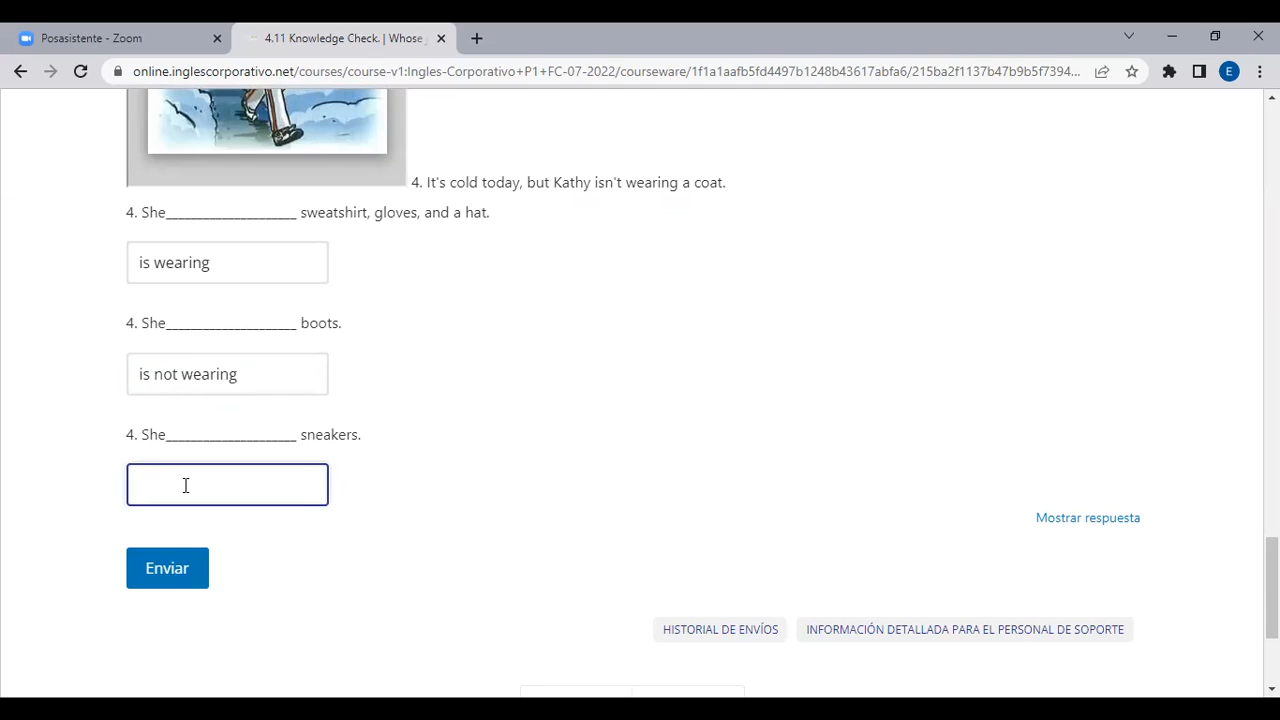 Posasistente - Zoom
4.11 Knowledge Check. | Whose
online.inglescorporativo.net/courses/course-v1:Ingles-Corporativo+P1+FC-07-2022/courseware/1f1a1aafb5fd4497b1248b43617abfa6/215ba2f1137b47b9b5f7394...
E
4. It's cold today, but Kathy isn't wearing a coat.
4. She____________________ sweatshirt, gloves, and a hat.
is wearing
4. She____________________ boots.
is not wearing
4. She____________________ sneakers.
Mostrar respuesta
Enviar
HISTORIAL DE ENVÍOS
INFORMACIÓN DETALLADA PARA EL PERSONAL DE SOPORTE